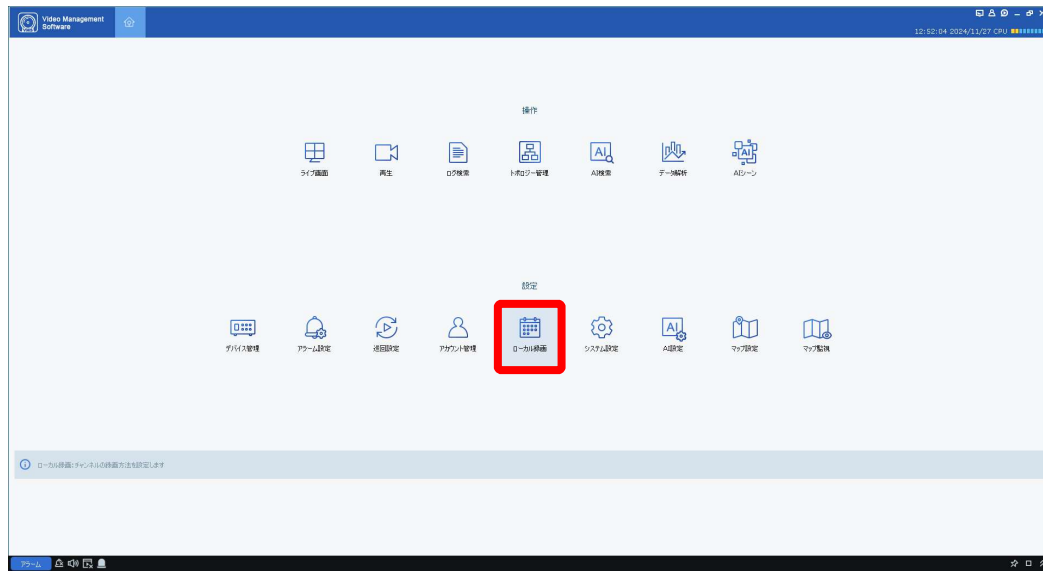 Video Management
Software
12:52:04 2024/11/27 CPU
操作
ライブ画面
再生
ログ検索
トポロジー管理
AI検索
データ解析
AIシーン
設定
デバイス管理
アラーム設定
巡回設定
アカウント管理
ローカル録画
システム設定
AI設定
マップ設定
マップ監視
ローカル録画:チャンネルの録画方法を設定します
アラーム